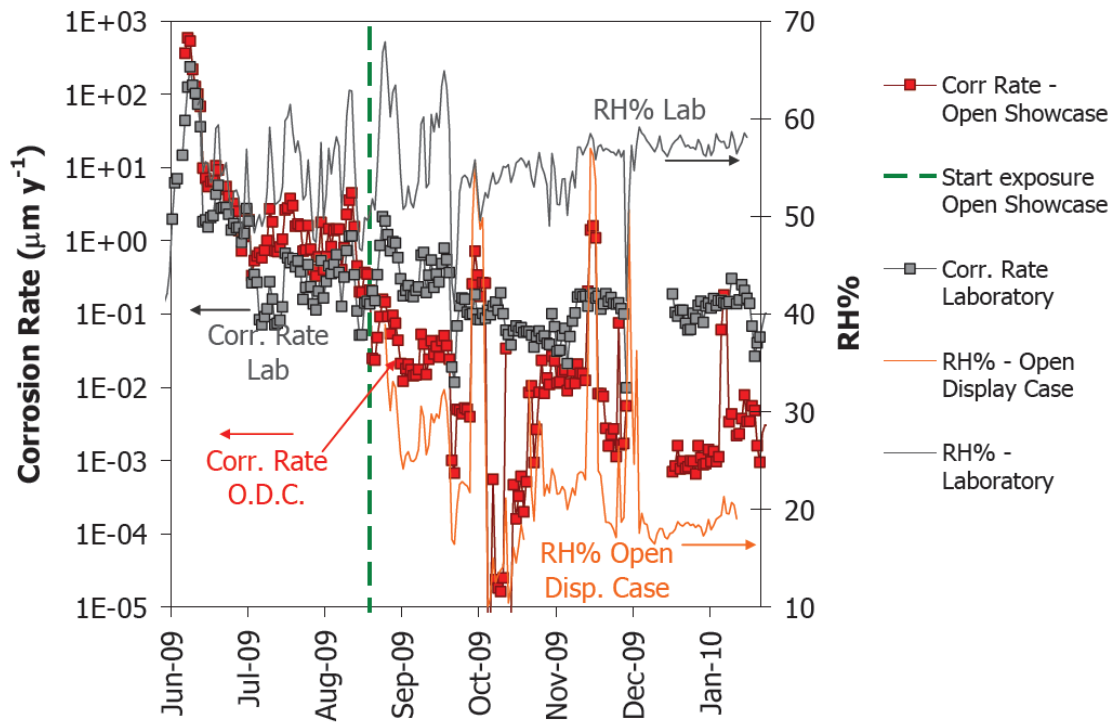 1E+03
1E+02
1E+01
1E+00
1E-01
1E-02
1E-03
1E-04
1E-05
Corrosion Rate (μm y⁻¹)
70
60
50
40
30
20
10
RH%
Jun-09
Jul-09
Aug-09
Sep-09
Oct-09
Nov-09
Dec-09
Jan-10
RH% Lab
Corr. Rate
Lab
Corr. Rate
O.D.C.
RH% Open
Disp. Case
Corr Rate -
Open Showcase
Start exposure
Open Showcase
Corr. Rate
Laboratory
RH% - Open
Display Case
RH% -
Laboratory